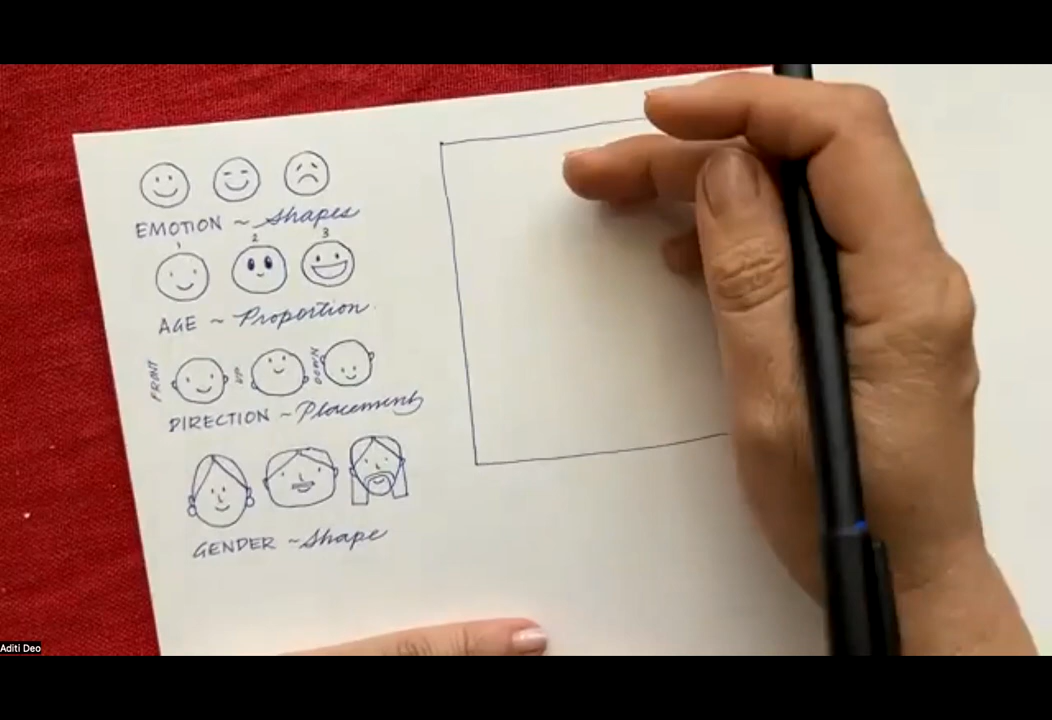 EMOTION ~ Shapes
1 2 3
AGE ~ Proportion.
FRONT UP DOWN
DIRECTION ~ Placement
GENDER ~ Shape
Aditi Deo